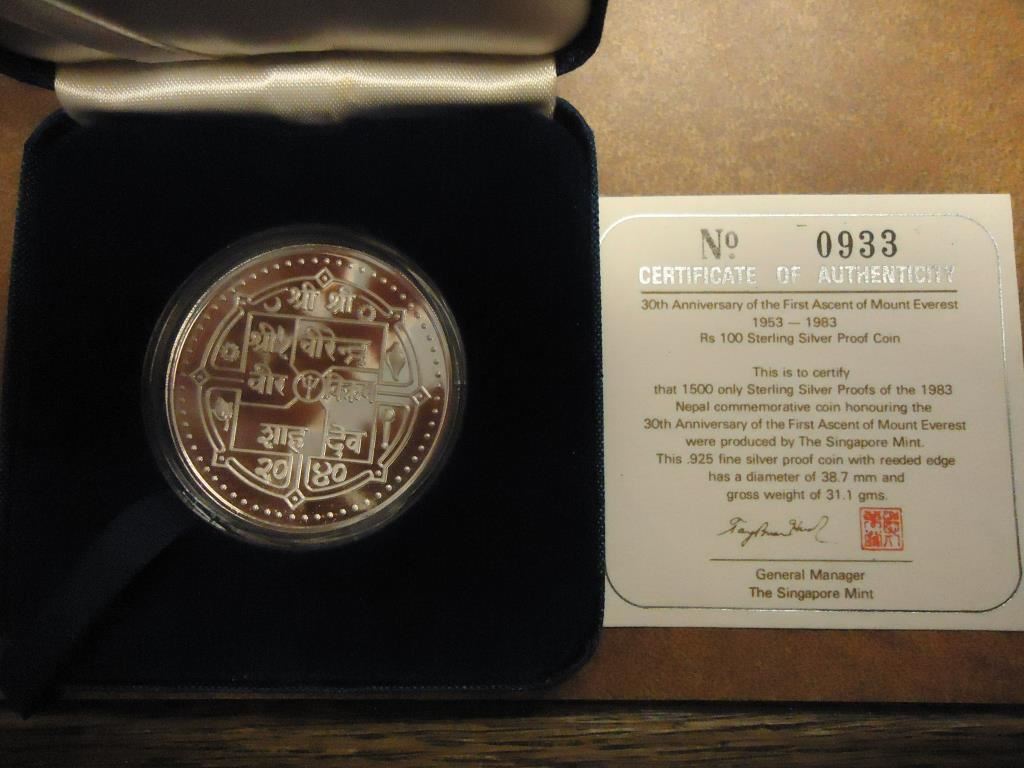 श्री श्री
श्री ५ वीरेन्द्र
वीर विक्रम
शाह देव
२० ४०
Nº 0933
CERTIFICATE OF AUTHENTICITY
30th Anniversary of the First Ascent of Mount Everest
1953 — 1983
Rs 100 Sterling Silver Proof Coin
This is to certify
that 1500 only Sterling Silver Proofs of the 1983
Nepal commemorative coin honouring the
30th Anniversary of the First Ascent of Mount Everest
were produced by The Singapore Mint.
This .925 fine silver proof coin with reeded edge
has a diameter of 38.7 mm and
gross weight of 31.1 gms.
General Manager
The Singapore Mint